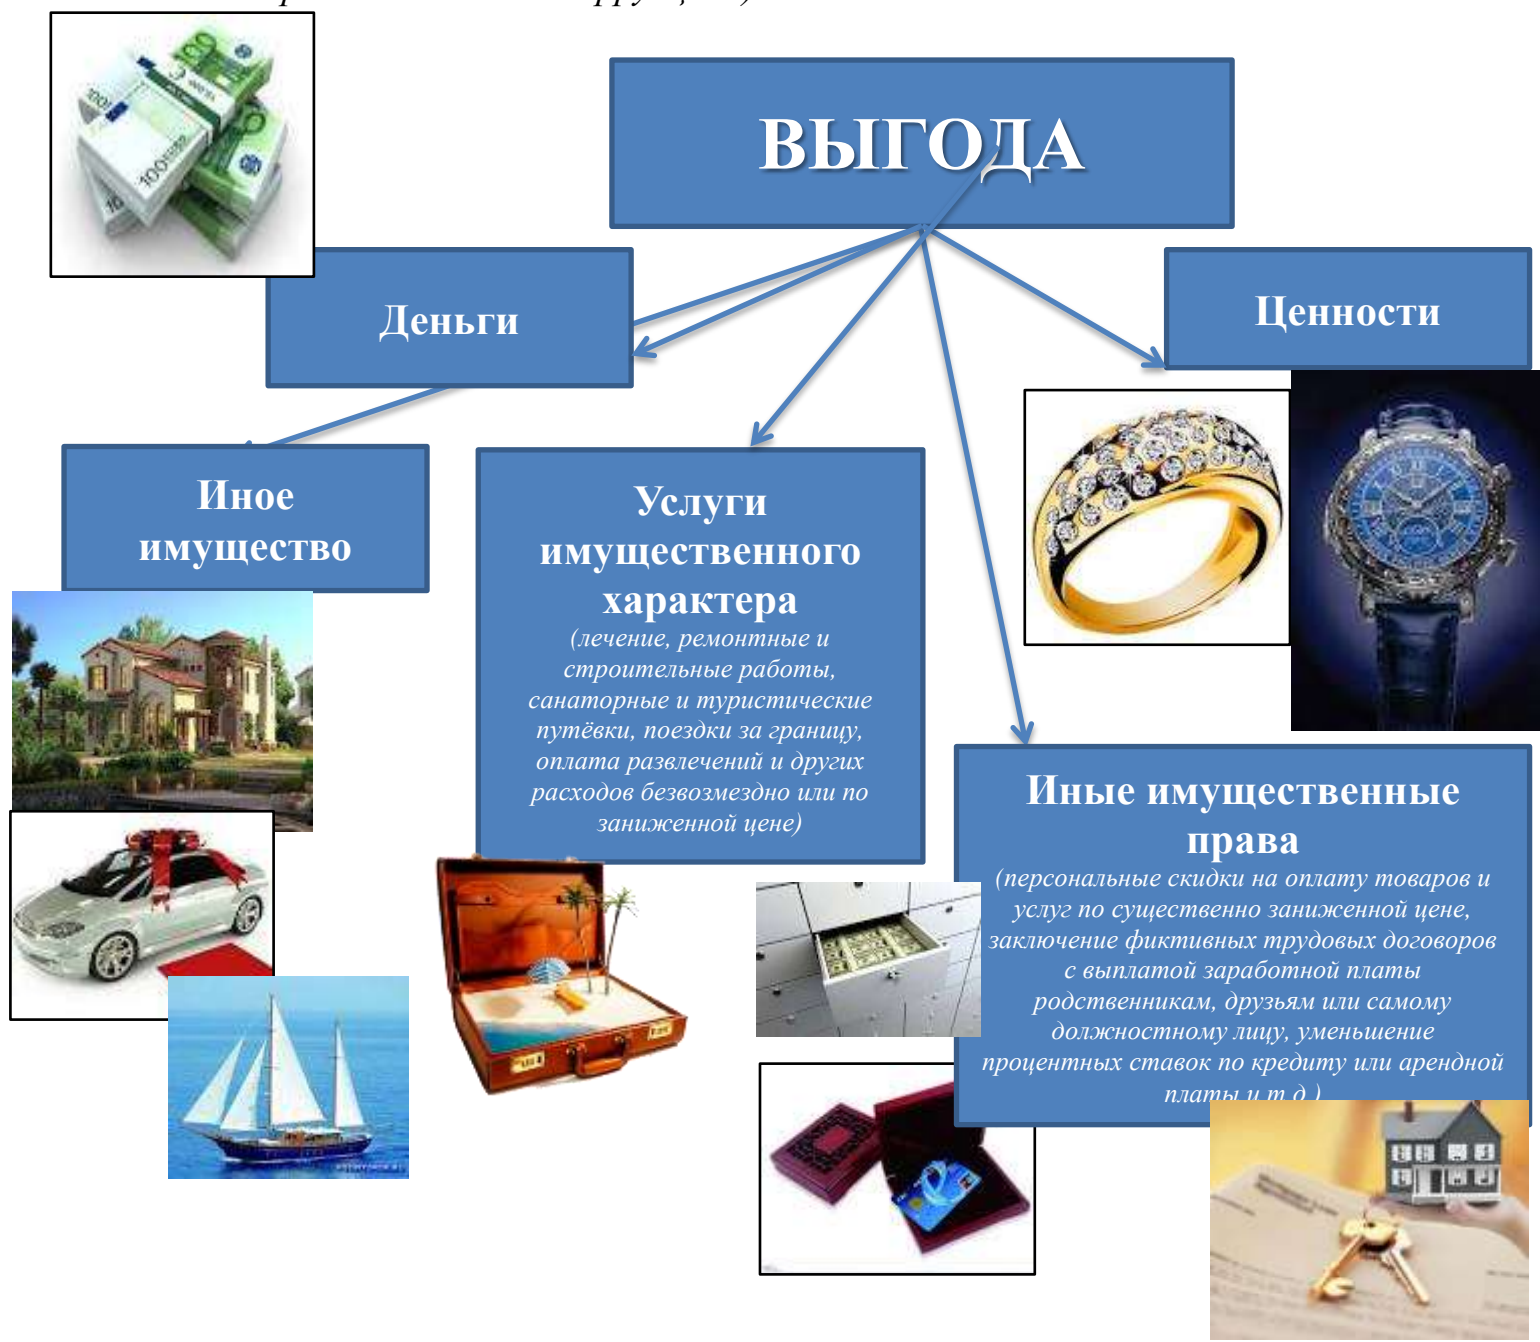 ВЫГОДА
Деньги
Ценности
Иное
имущество
Услуги
имущественного
характера
(лечение, ремонтные и
строительные работы,
санаторные и туристические
путёвки, поездки за границу,
оплата развлечений и других
расходов безвозмездно или по
заниженной цене)
Иные имущественные
права
(персональные скидки на оплату товаров и
услуг по существенно заниженной цене,
заключение фиктивных трудовых договоров
с выплатой заработной платы
родственникам, друзьям или самому
должностному лицу, уменьшение
процентных ставок по кредиту или арендной
платы и т.д.)
100
100